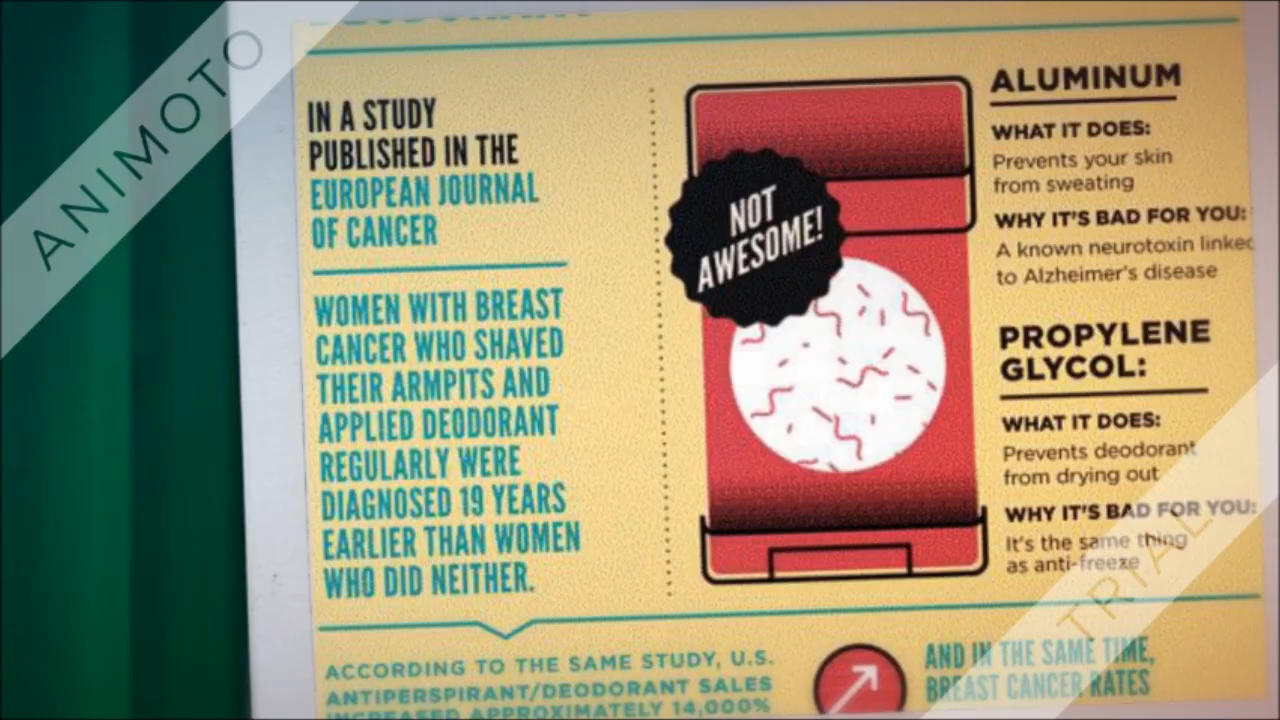 ANIMOTO
IN A STUDY
PUBLISHED IN THE
EUROPEAN JOURNAL
OF CANCER
WOMEN WITH BREAST
CANCER WHO SHAVED
THEIR ARMPITS AND
APPLIED DEODORANT
REGULARLY WERE
DIAGNOSED 19 YEARS
EARLIER THAN WOMEN
WHO DID NEITHER.
NOT
AWESOME!
ALUMINUM
WHAT IT DOES:
Prevents your skin
from sweating
WHY IT'S BAD FOR YOU:
A known neurotoxin linked
to Alzheimer's disease
PROPYLENE
GLYCOL:
WHAT IT DOES:
Prevents deodorant
from drying out
WHY IT'S BAD FOR YOU:
It's the same thing
as anti-freeze
ACCORDING TO THE SAME STUDY, U.S.
ANTIPERSPIRANT/DEODORANT SALES
INCREASED APPROXIMATELY 14,000%
AND IN THE SAME TIME,
BREAST CANCER RATES
TRIAL